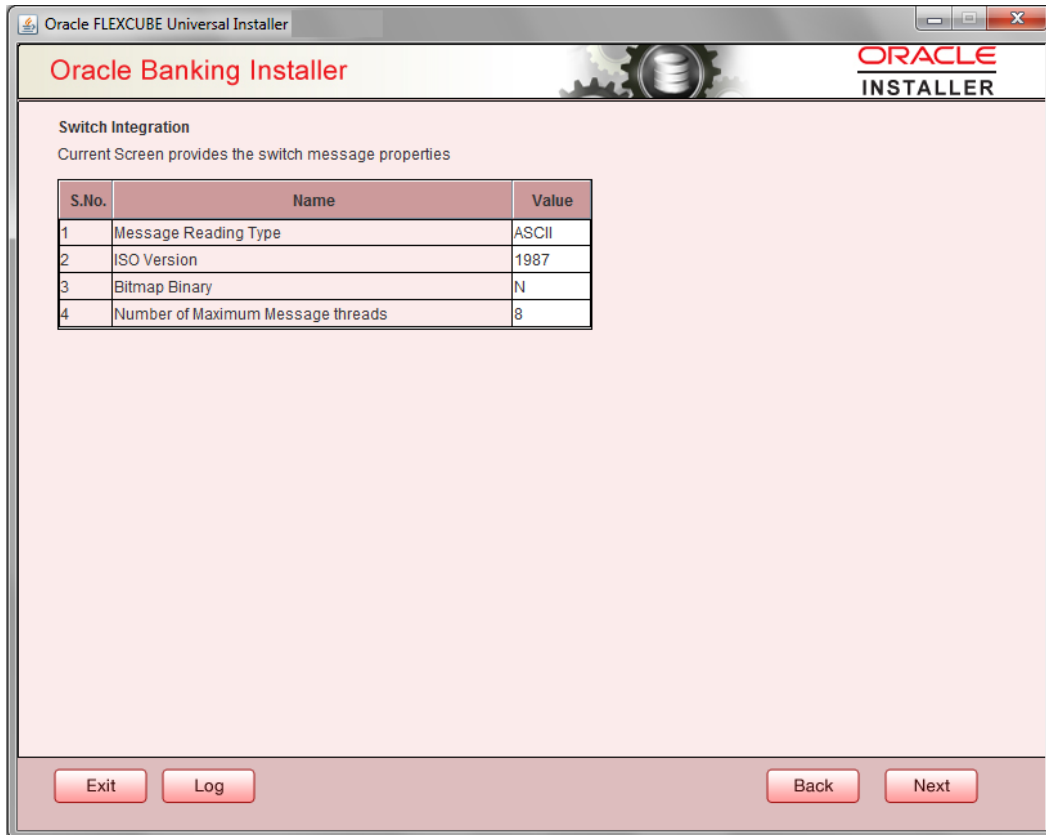 Oracle FLEXCUBE Universal Installer
Oracle Banking Installer
ORACLE
INSTALLER
Switch Integration
Current Screen provides the switch message properties
S.No. Name Value
1 Message Reading Type ASCII
2 ISO Version 1987
3 Bitmap Binary N
4 Number of Maximum Message threads 8
Exit Log Back Next